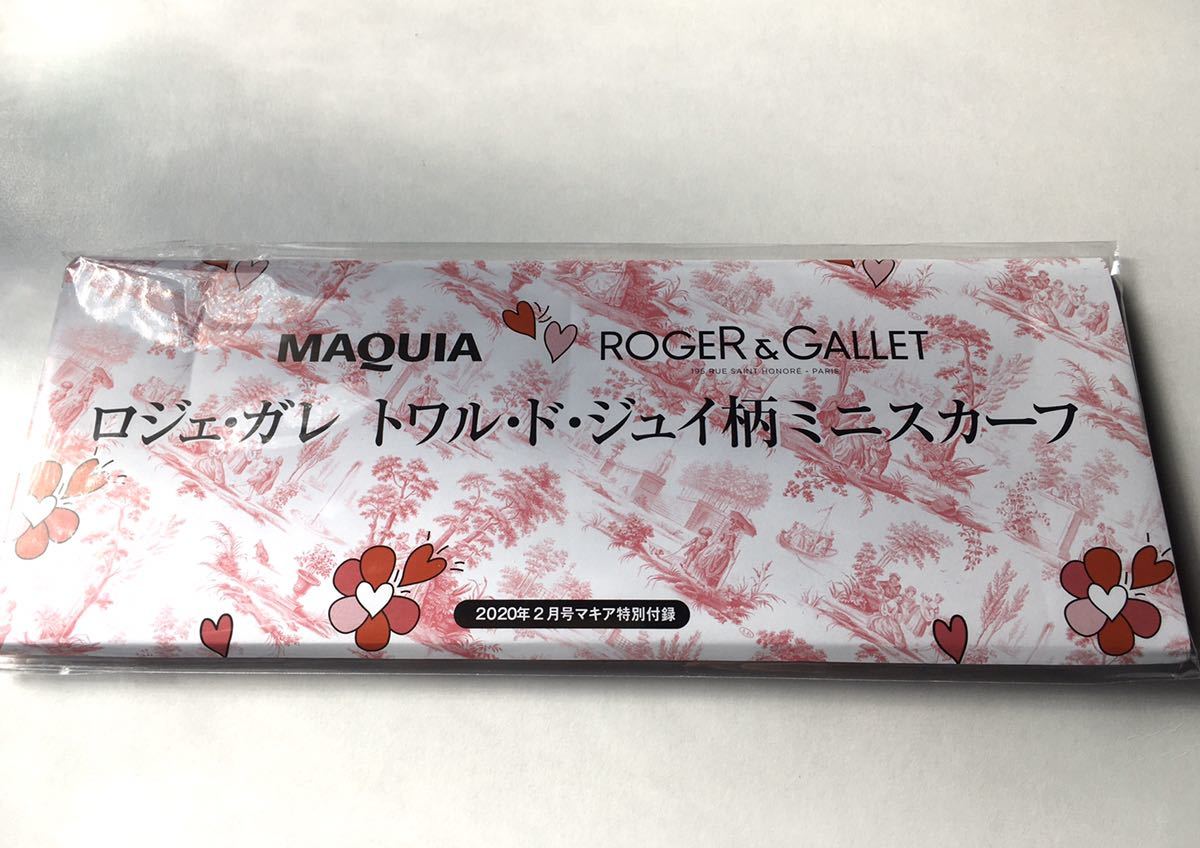 MAQUIA ROGER & GALLET
195 RUE SAINT HONORÉ - PARIS
ロジェ・ガレ トワル・ド・ジュイ柄ミニスカーフ
2020年2月号マキア特別付録